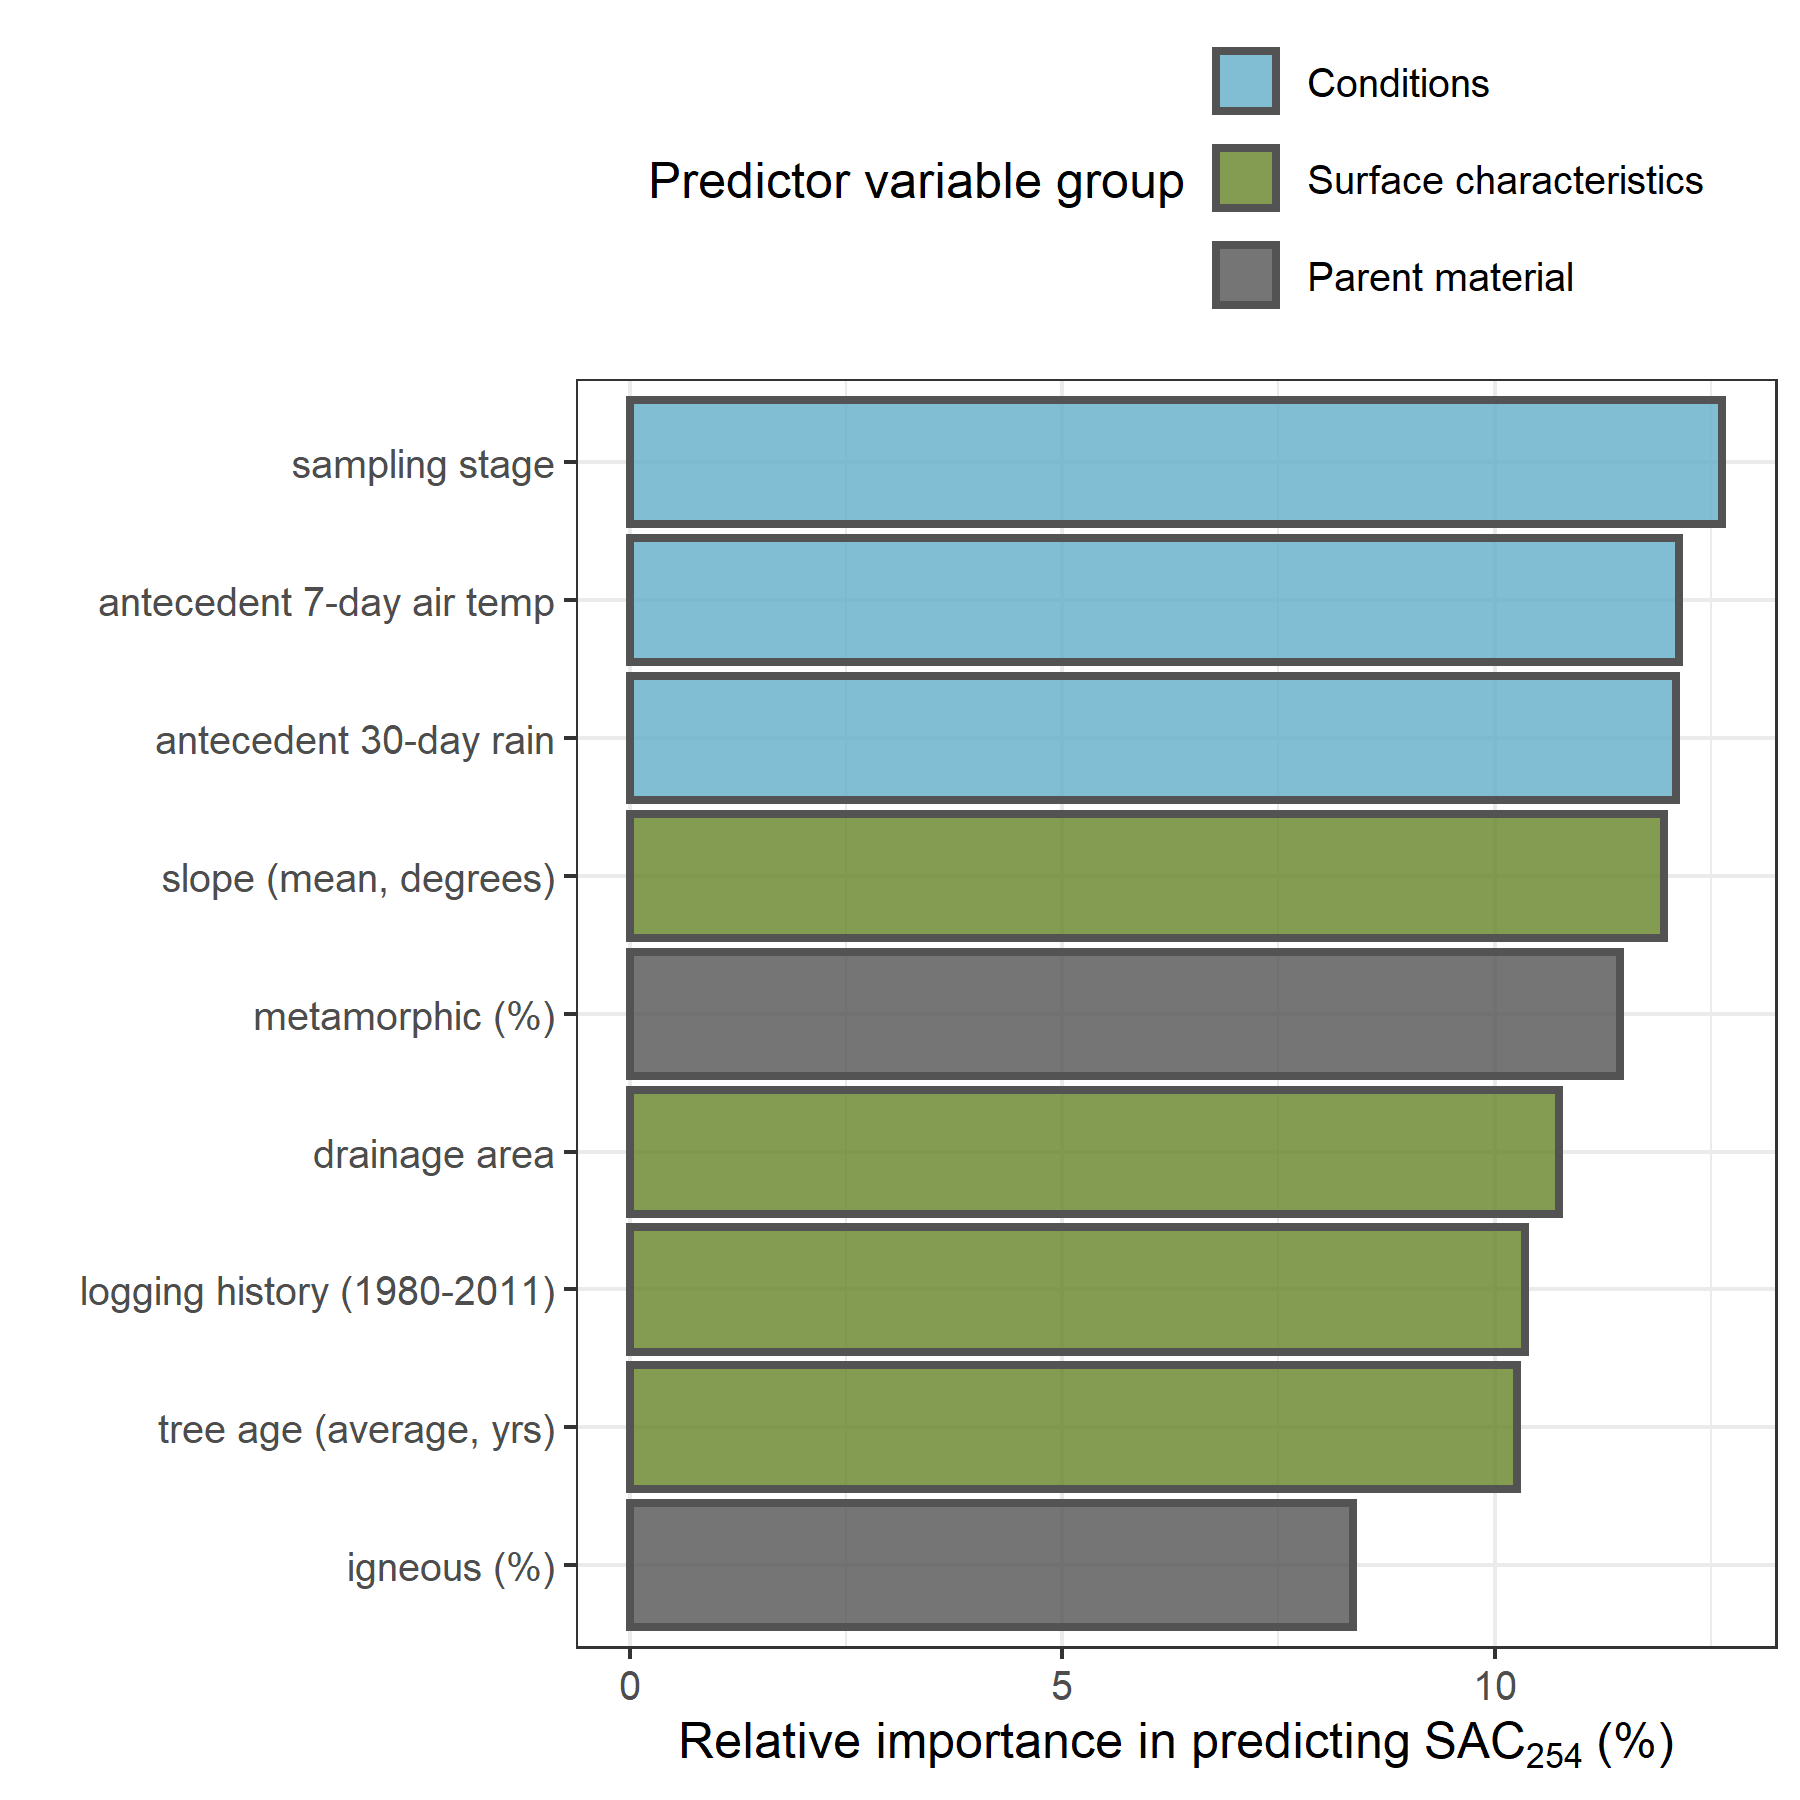 Conditions
Predictor variable group
Surface characteristics
Parent material
sampling stage
antecedent 7-day air temp
antecedent 30-day rain
slope (mean, degrees)
metamorphic (%)
drainage area
logging history (1980-2011)
tree age (average, yrs)
igneous (%)
0 5 10
Relative importance in predicting SAC₂₅₄ (%)